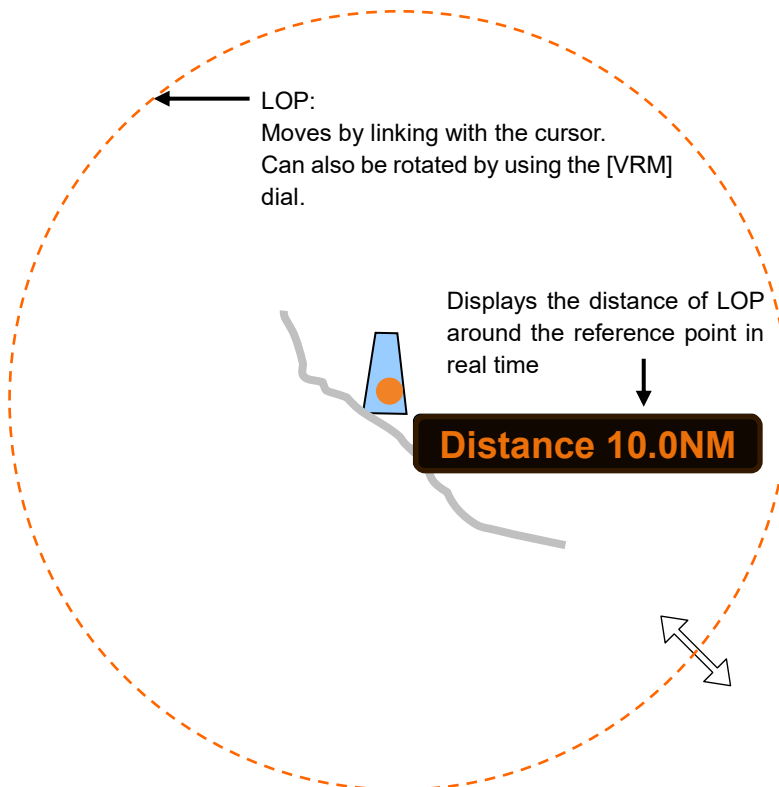 LOP:
Moves by linking with the cursor.
Can also be rotated by using the [VRM]
dial.
Displays the distance of LOP
around the reference point in
real time
Distance 10.0NM